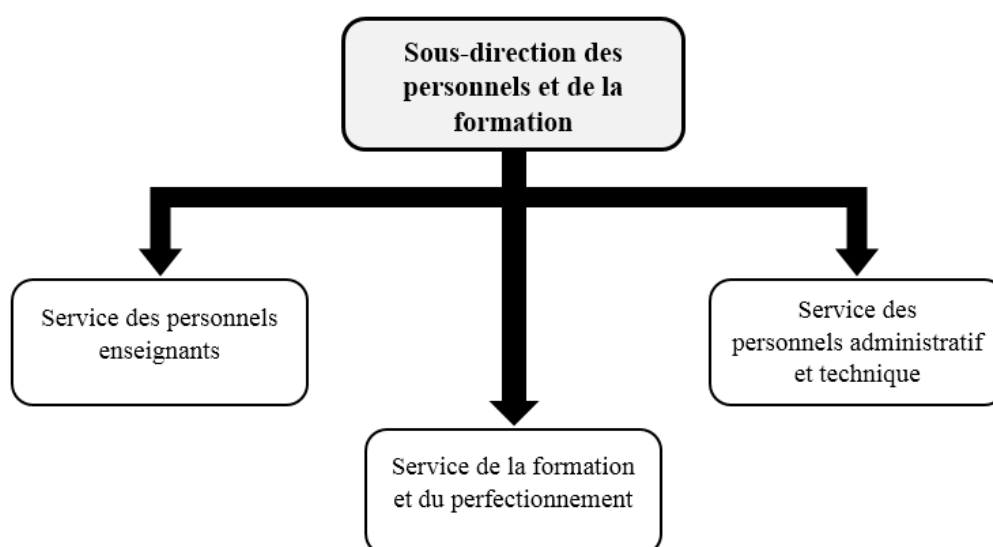 Sous-direction des
personnels et de la
formation
Service des personnels
enseignants
Service des
personnels administratif
et technique
Service de la formation
et du perfectionnement